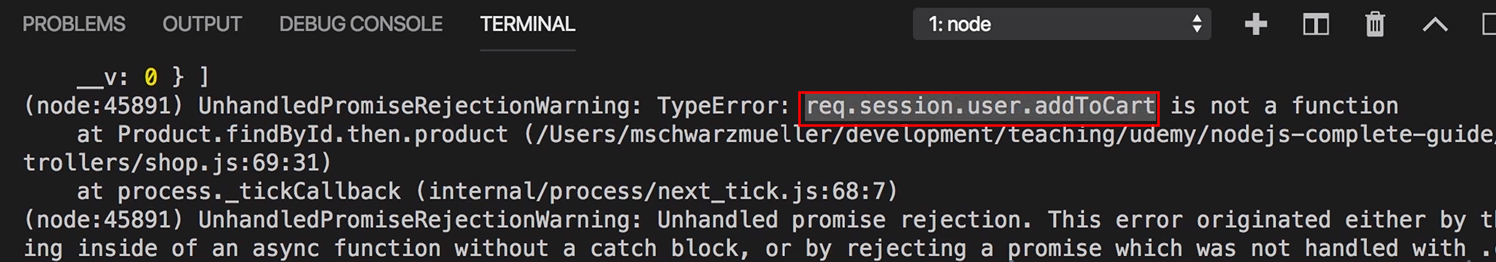 PROBLEMS OUTPUT DEBUG CONSOLE TERMINAL 1: node
__v: 0 } ]
(node:45891) UnhandledPromiseRejectionWarning: TypeError: req.session.user.addToCart is not a function
at Product.findById.then.product (/Users/mschwarzmueller/development/teaching/udemy/nodejs-complete-guide/
trollers/shop.js:69:31)
at process._tickCallback (internal/process/next_tick.js:68:7)
(node:45891) UnhandledPromiseRejectionWarning: Unhandled promise rejection. This error originated either by th
ing inside of an async function without a catch block, or by rejecting a promise which was not handled with .